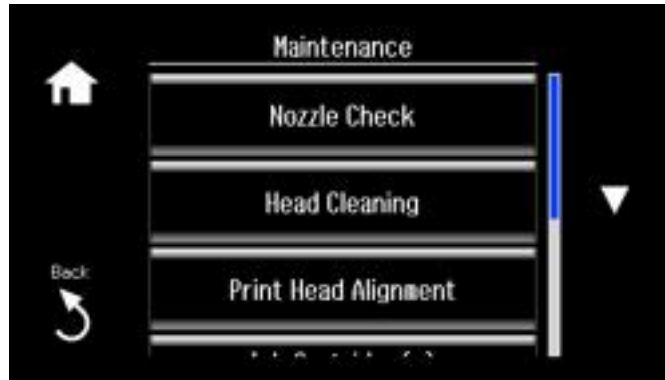 Maintenance
Nozzle Check
Head Cleaning
Print Head Alignment
Back